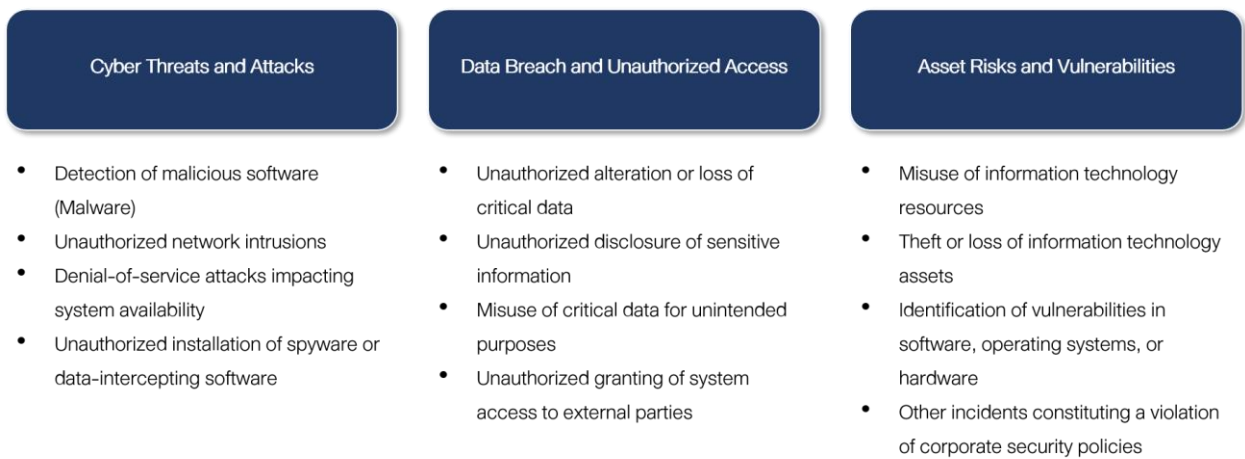 Cyber Threats and Attacks
• Detection of malicious software
(Malware)
• Unauthorized network intrusions
• Denial-of-service attacks impacting
system availability
• Unauthorized installation of spyware or
data-intercepting software
Data Breach and Unauthorized Access
• Unauthorized alteration or loss of
critical data
• Unauthorized disclosure of sensitive
information
• Misuse of critical data for unintended
purposes
• Unauthorized granting of system
access to external parties
Asset Risks and Vulnerabilities
• Misuse of information technology
resources
• Theft or loss of information technology
assets
• Identification of vulnerabilities in
software, operating systems, or
hardware
• Other incidents constituting a violation
of corporate security policies